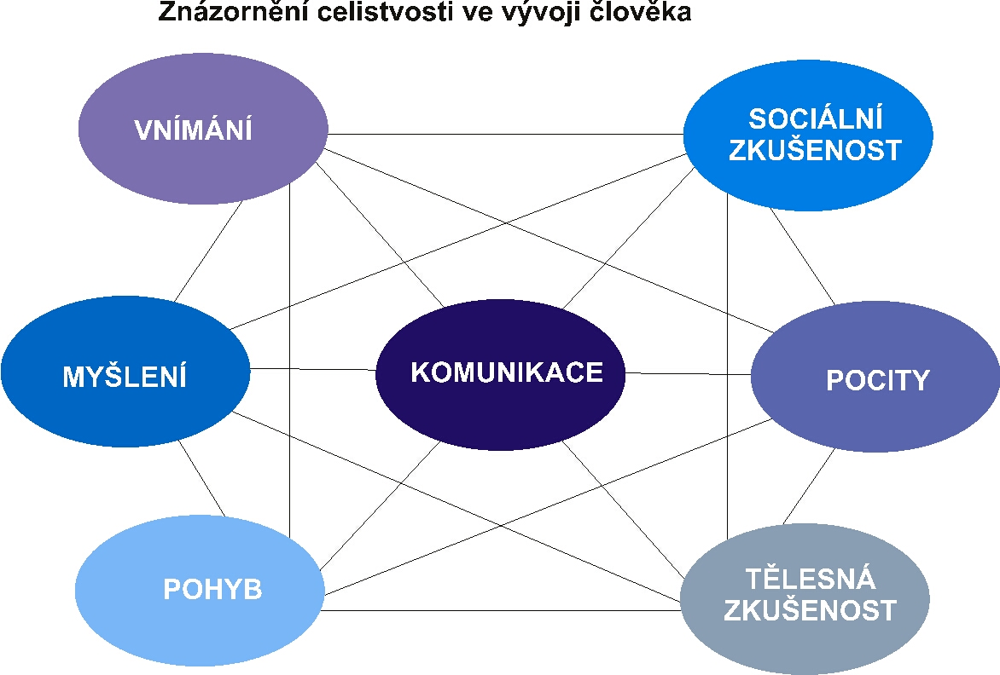 Znázornění celistvosti ve vývoji člověka
VNÍMÁNÍ
SOCIÁLNÍ
ZKUŠENOST
MYŠLENÍ
KOMUNIKACE
POCITY
POHYB
TĚLESNÁ
ZKUŠENOST